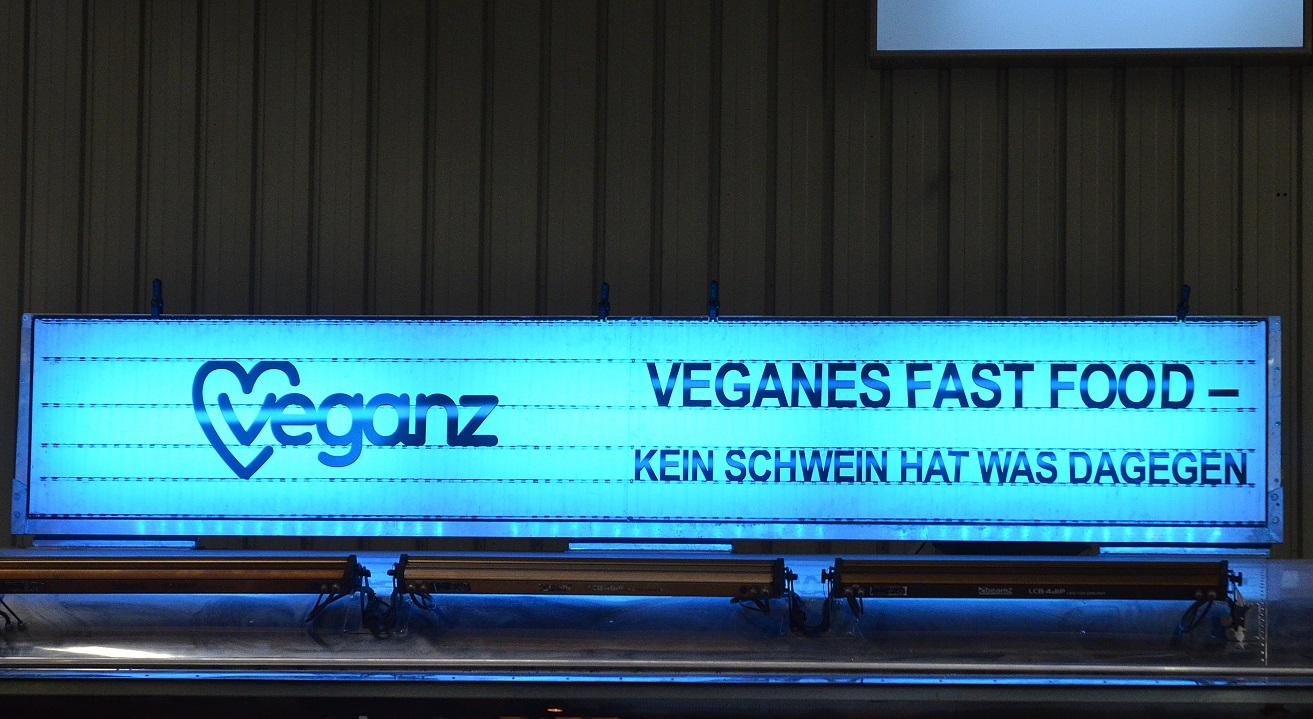 veganz
VEGANES FAST FOOD –
KEIN SCHWEIN HAT WAS DAGEGEN